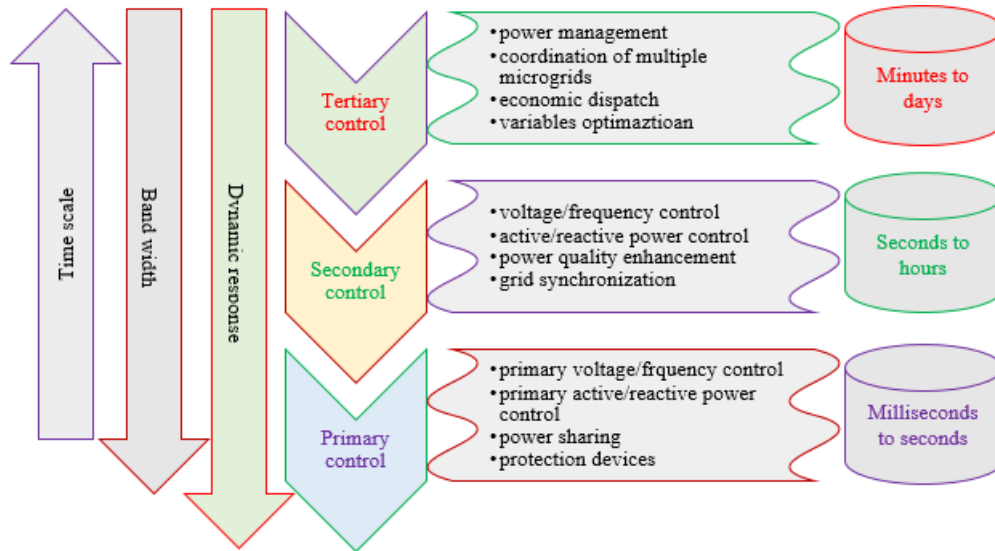 Time scale
Band width
Dynamic response
Tertiary
control
•power management
•coordination of multiple
microgrids
•economic dispatch
•variables optimaztioan
Minutes to
days
Secondary
control
•voltage/frequency control
•active/reactive power control
•power quality enhancement
•grid synchronization
Seconds to
hours
Primary
control
•primary voltage/frquency control
•primary active/reactive power
control
•power sharing
•protection devices
Milliseconds
to seconds